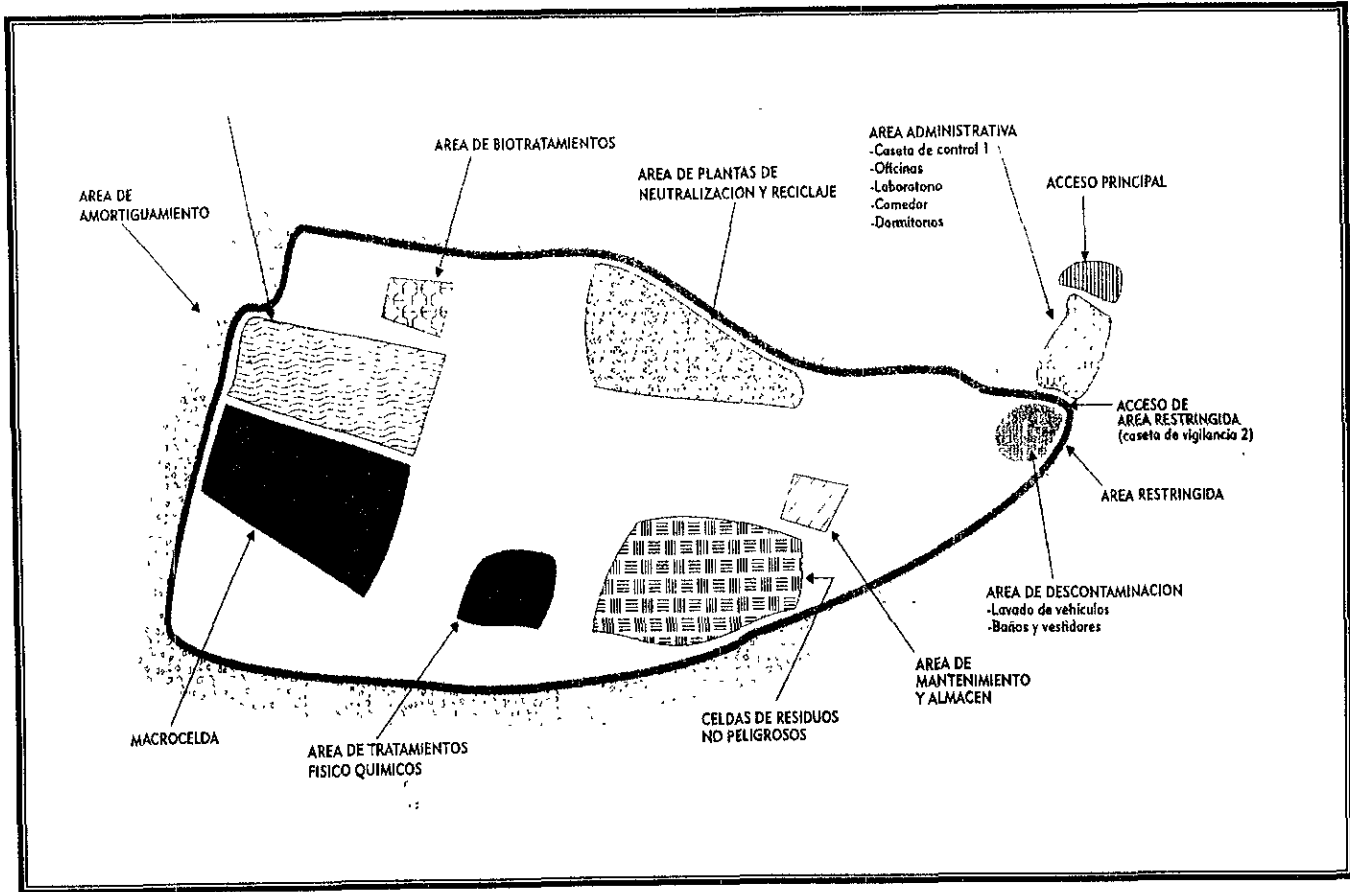 AREA DE
AMORTIGUAMIENTO
AREA DE BIOTRATAMIENTOS
AREA DE PLANTAS DE
NEUTRALIZACION Y RECICLAJE
AREA ADMINISTRATIVA
-Caseta de control 1
-Oficinas
-Laboratorio
-Comedor
-Dormitorios
ACCESO PRINCIPAL
ACCESO DE
AREA RESTRINGIDA
(caseta de vigilancia 2)
AREA RESTRINGIDA
AREA DE DESCONTAMINACION
-Lavado de vehículos
-Baños y vestidores
AREA DE
MANTENIMIENTO
Y ALMACEN
CELDAS DE RESIDUOS
NO PELIGROSOS
AREA DE TRATAMIENTOS
FISICO QUIMICOS
MACROCELDA